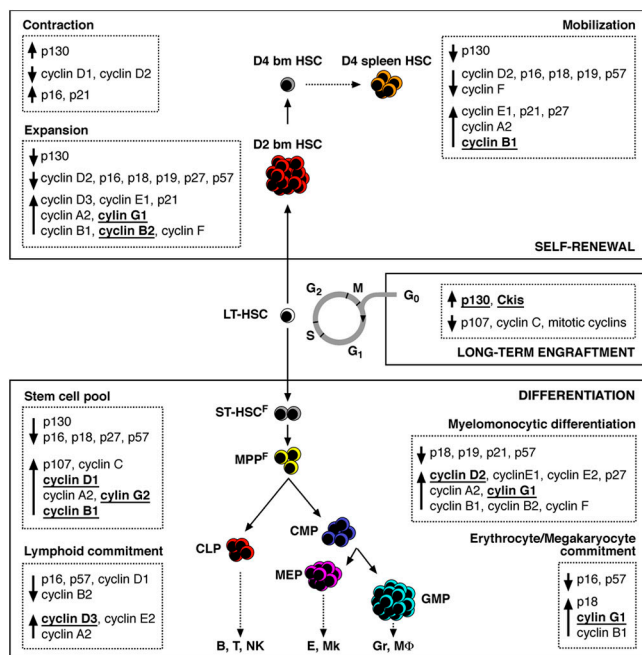 Contraction
p130
cyclin D1, cyclin D2
p16, p21
Expansion
p130
cyclin D2, p16, p18, p19, p27, p57
cyclin D3, cyclin E1, p21
cyclin A2, cylin G1
cyclin B1, cyclin B2, cyclin F
D4 bm HSC
D4 spleen HSC
D2 bm HSC
Mobilization
p130
cyclin D2, p16, p18, p19, p57
cyclin F
cyclin E1, p21, p27
cyclin A2
cyclin B1
SELF-RENEWAL
LT-HSC
G2
M
G0
S
G1
p130, Ckis
p107, cyclin C, mitotic cyclins
LONG-TERM ENGRAFTMENT
DIFFERENTIATION
Stem cell pool
p130
p16, p18, p27, p57
p107, cyclin C
cyclin D1
cyclin A2, cylin G2
cyclin B1
Lymphoid commitment
p16, p57, cyclin D1
cyclin B2
cyclin D3, cyclin E2
cyclin A2
ST-HSCF
MPPF
CLP
CMP
MEP
GMP
B, T, NK
E, Mk
Gr, MΦ
Myelomonocytic differentiation
p18, p19, p21, p57
cyclin D2, cyclinE1, cyclin E2, p27
cyclin A2, cylin G1
cyclin B1, cyclin B2, cyclin F
Erythrocyte/Megakaryocyte
commitment
p16, p57
p18
cylin G1
cyclin B1